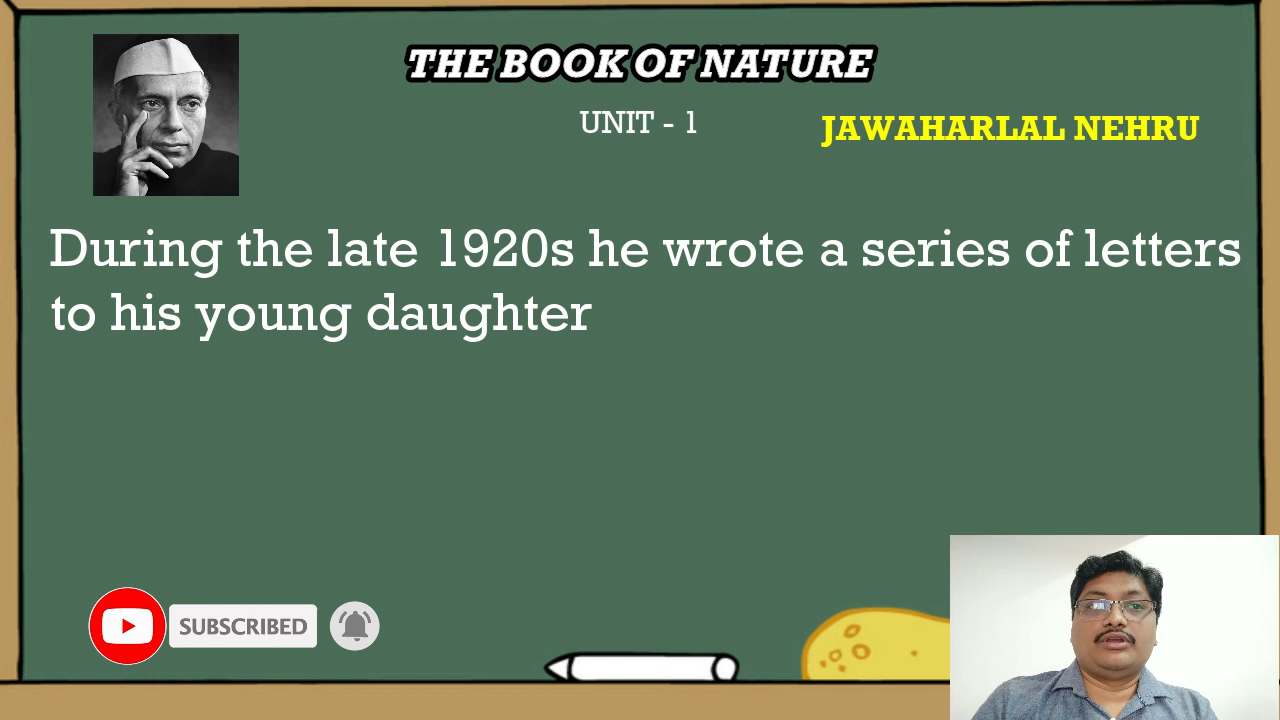 THE BOOK OF NATURE
UNIT - 1
JAWAHARLAL NEHRU
During the late 1920s he wrote a series of letters
to his young daughter
SUBSCRIBED